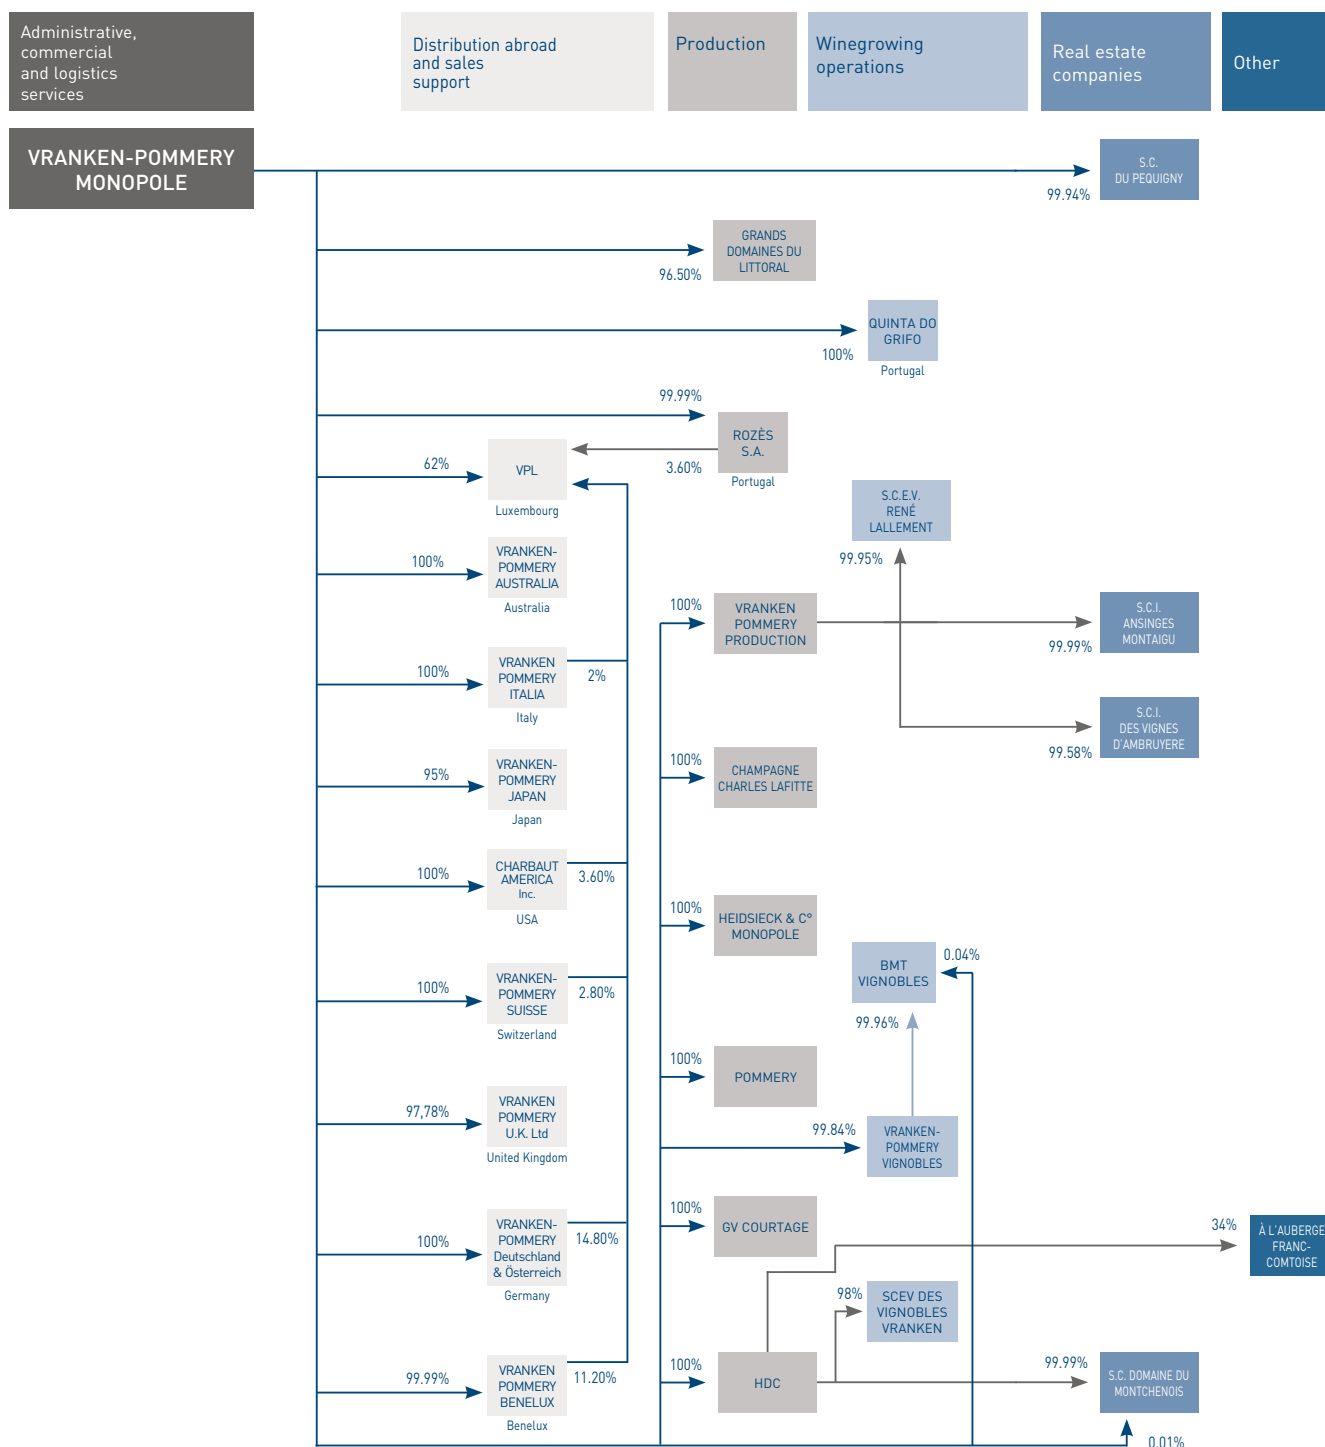 Administrative,
commercial
and logistics
services
Distribution abroad
and sales
support
Production
Winegrowing
operations
Real estate
companies
Other
VRANKEN-POMMERY
MONOPOLE
S.C.
DU PEQUIGNY
99.94%
GRANDS
DOMAINES DU
LITTORAL
96.50%
QUINTA DO
GRIFO
100%
Portugal
99.99%
ROZÈS
S.A.
3.60%
Portugal
62%
VPL
Luxembourg
S.C.E.V.
RENÉ
LALLEMENT
99.95%
100%
VRANKEN-
POMMERY
AUSTRALIA
Australia
100%
VRANKEN
POMMERY
PRODUCTION
S.C.I.
ANSINGES
MONTAIGU
99.99%
100%
VRANKEN
POMMERY
ITALIA
2%
Italy
S.C.I.
DES VIGNES
D'AMBRUYERE
99.58%
95%
VRANKEN-
POMMERY
JAPAN
Japan
100%
CHAMPAGNE
CHARLES LAFITTE
100%
CHARBAUT
AMERICA
Inc.
3.60%
USA
100%
HEIDSIECK & C°
MONOPOLE
BMT
VIGNOBLES
0.04%
99.96%
100%
VRANKEN-
POMMERY
SUISSE
2.80%
Switzerland
100%
POMMERY
97,78%
VRANKEN
POMMERY
U.K. Ltd
United Kingdom
99.84%
VRANKEN-
POMMERY
VIGNOBLES
100%
VRANKEN-
POMMERY
Deutschland
& Österreich
14.80%
Germany
100%
GV COURTAGE
34%
À L'AUBERGE
FRANC-
COMTOISE
98%
SCEV DES
VIGNOBLES
VRANKEN
99.99%
VRANKEN
POMMERY
BENELUX
11.20%
Benelux
100%
HDC
99.99%
S.C. DOMAINE DU
MONTCHENOIS
0.01%